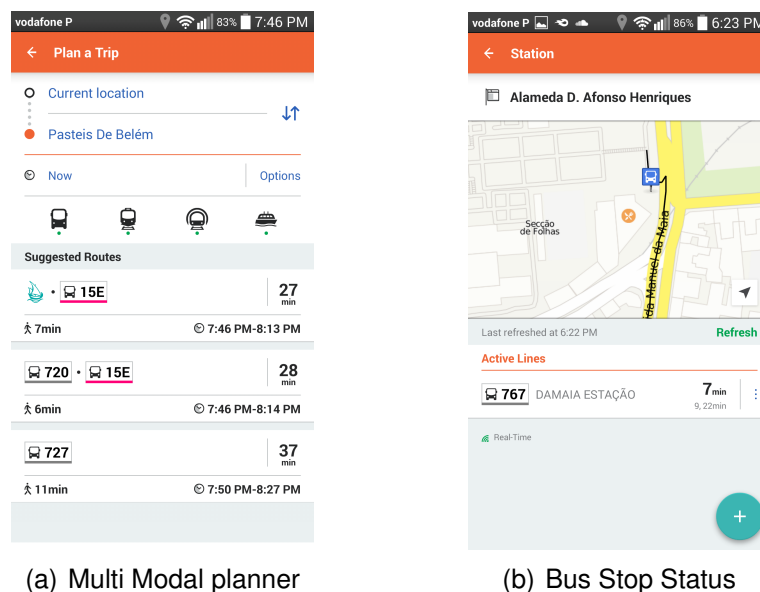 vodafone P 83% 7:46 PM
Plan a Trip
Current location
Pasteis De Belém
Now Options
Suggested Routes
15E 27
min
7min 7:46 PM-8:13 PM
720 · 15E 28
min
6min 7:46 PM-8:14 PM
727 37
min
11min 7:50 PM-8:27 PM
(a) Multi Modal planner
vodafone P 86% 6:23 PM
Station
Alameda D. Afonso Henriques
Secção
de Folhas
da Manuel da Maia
Last refreshed at 6:22 PM Refresh
Active Lines
767 DAMAIA ESTAÇÃO 7min
9, 22min
Real-Time
+
(b) Bus Stop Status